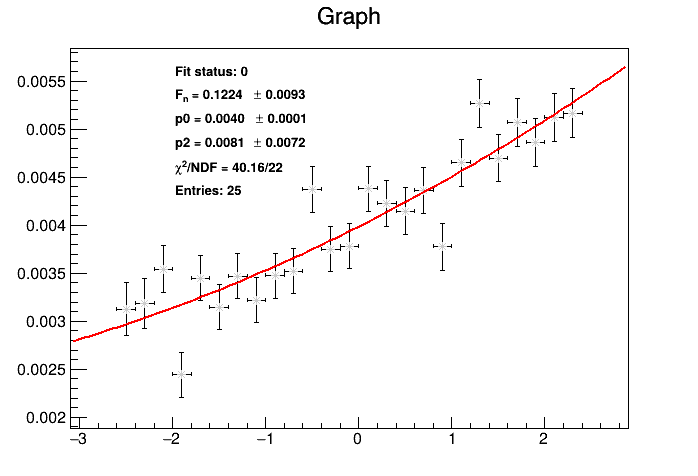 Graph
Fit status: 0
Fn = 0.1224 ± 0.0093
p0 = 0.0040 ± 0.0001
p2 = 0.0081 ± 0.0072
χ²/NDF = 40.16/22
Entries: 25
0.0055
0.005
0.0045
0.004
0.0035
0.003
0.0025
0.002
−3 −2 −1 0 1 2